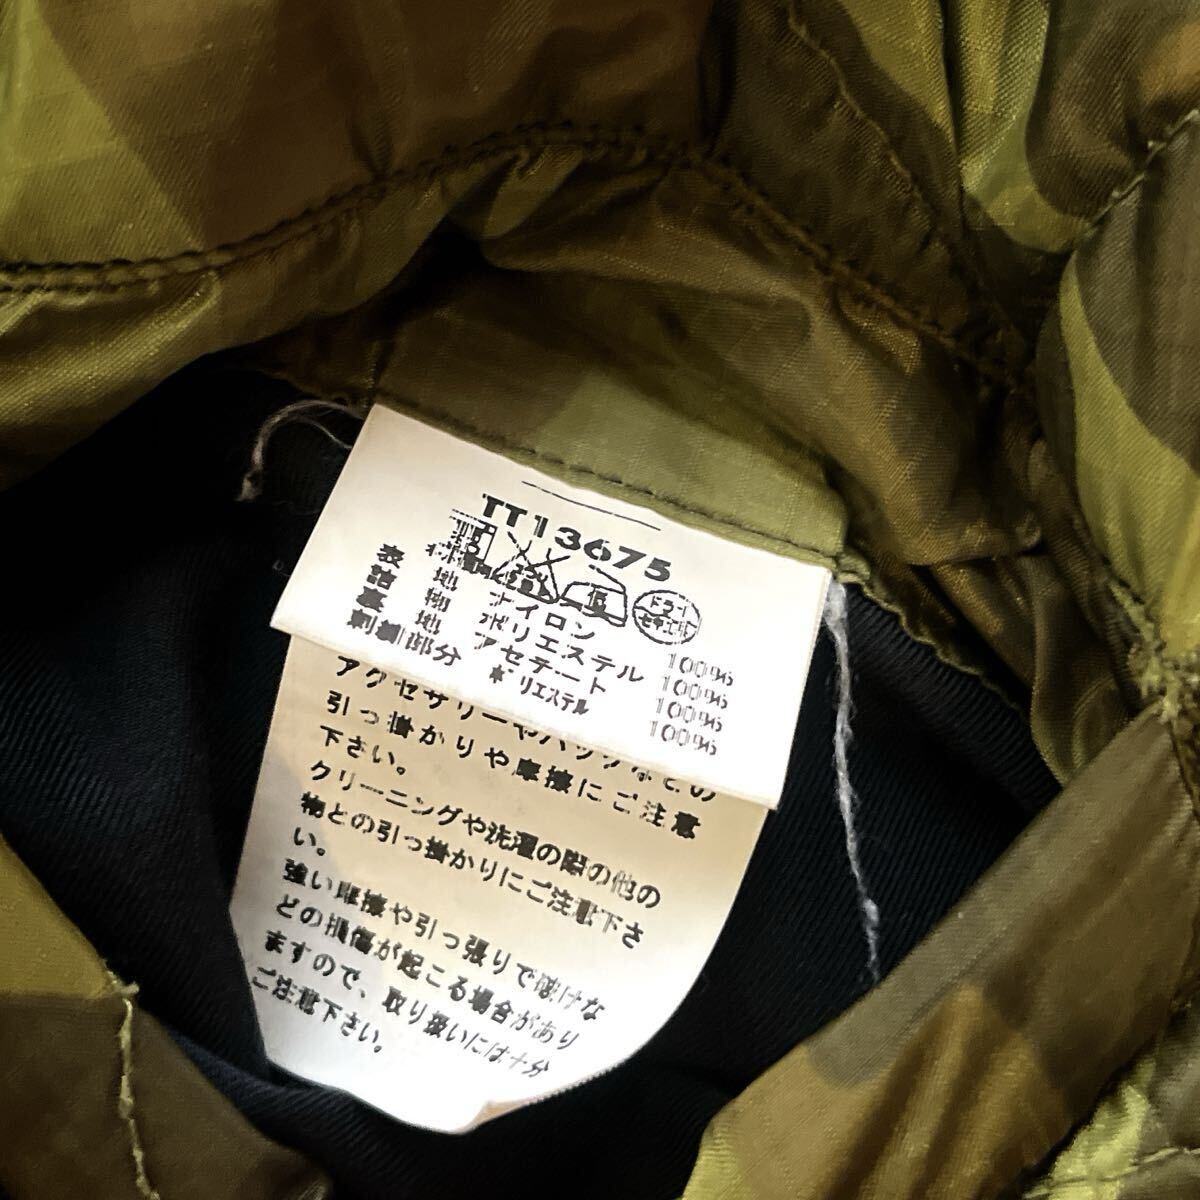 TT13675
低 ドライ
表地 ナイロン 100%
詰物 ポリエステル 100%
裏地 アセテート 100%
刺繍部分 ポリエステル 100%
アクセサリーやバッグなどの
引っ掛かりや摩擦にご注意
下さい。
クリーニングや洗濯の際の他の
物との引っ掛かりにご注意下さ
い。
強い摩擦や引っ張りで
どの損傷が起こる場合があり
ますので、取り扱いには十分
ご注意下さい。